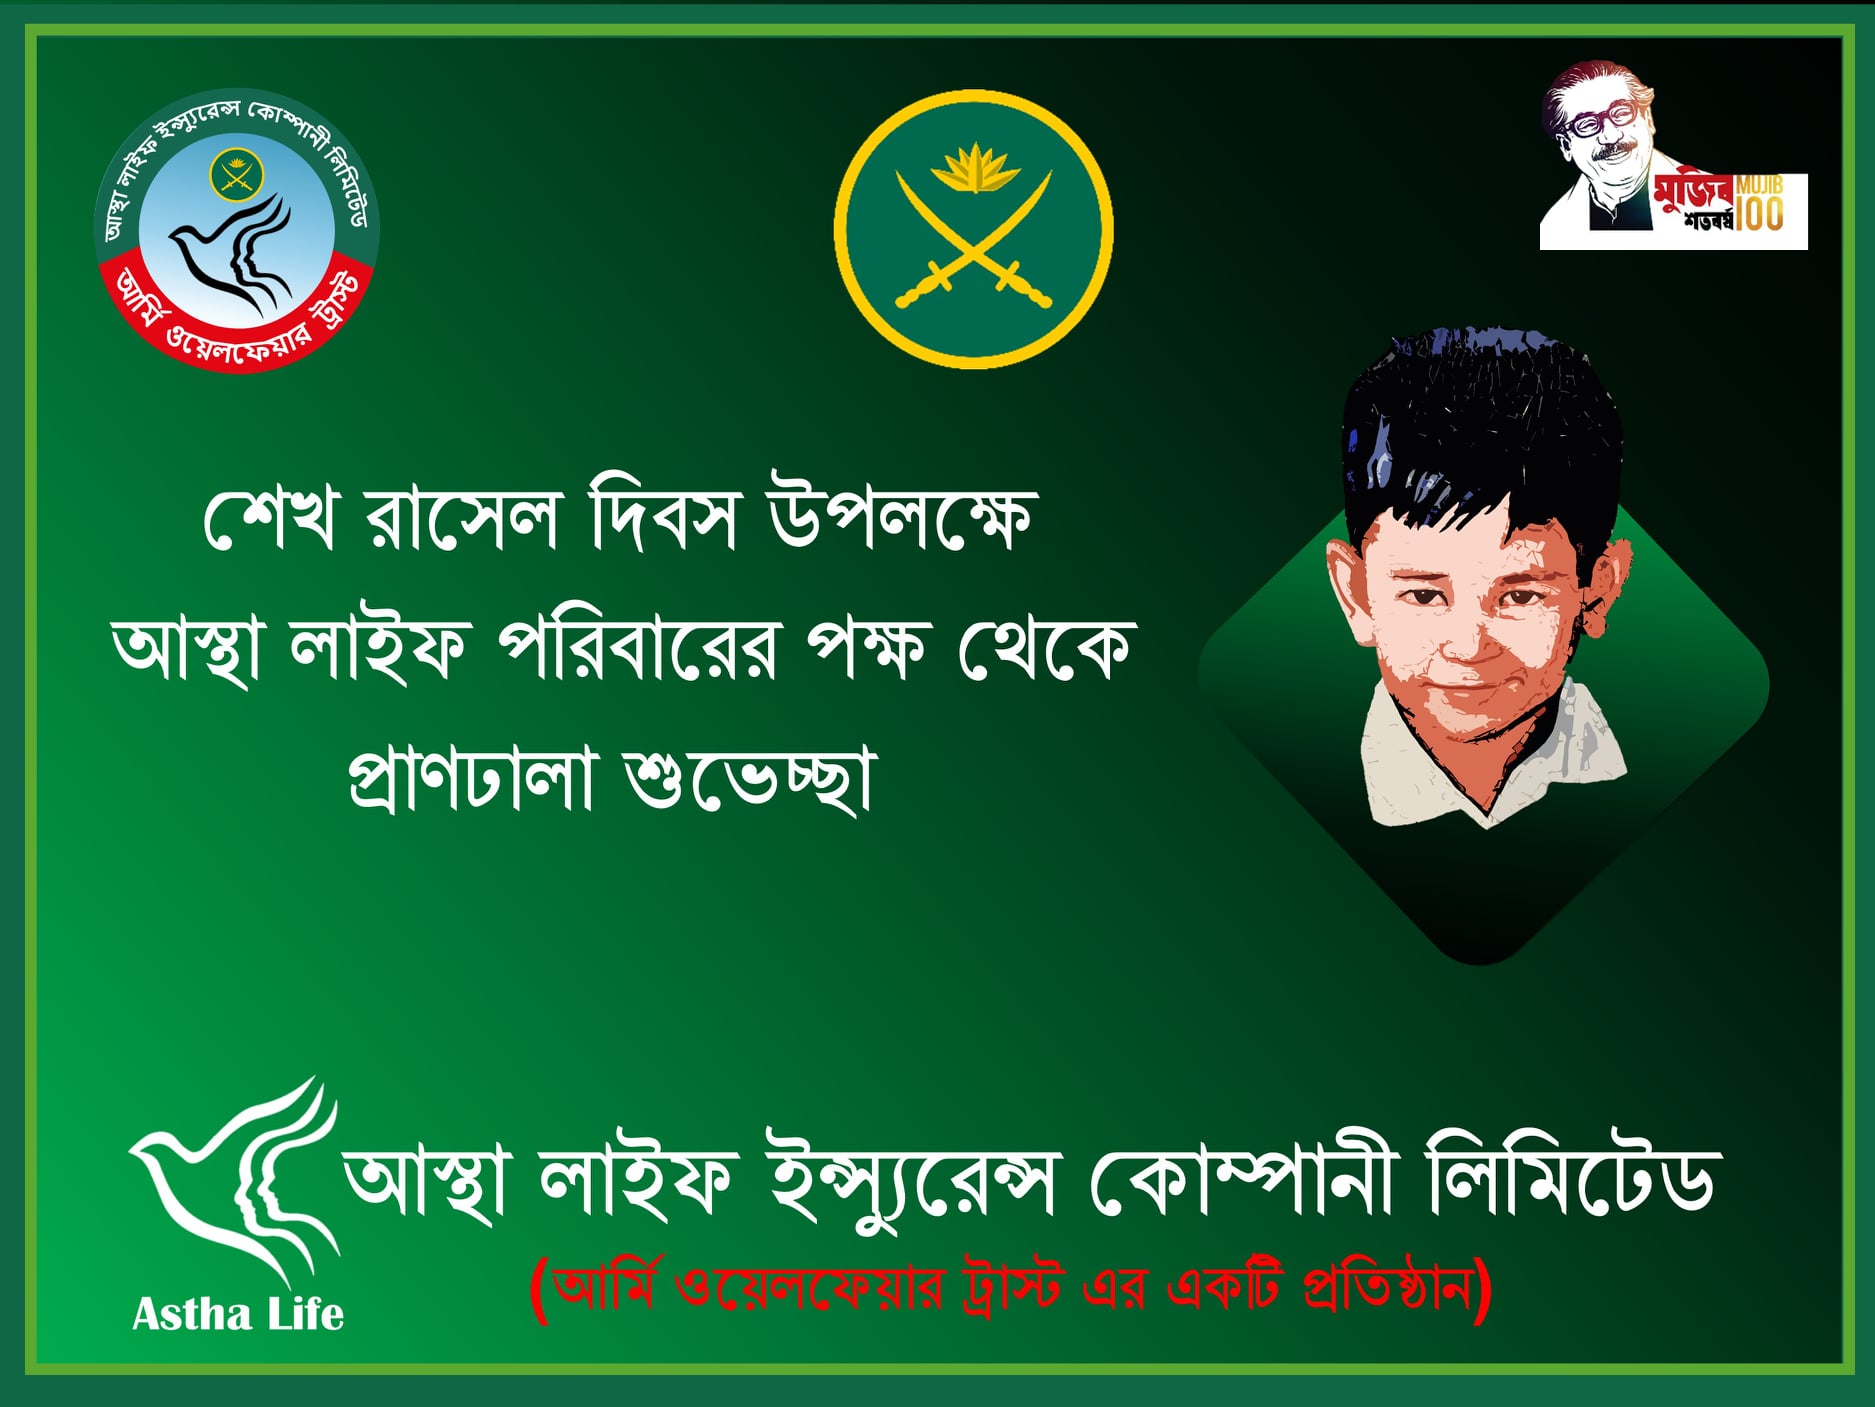 আস্থা লাইফ ইন্স্যুরেন্স কোম্পানী লিমিটেড
আর্মি ওয়েলফেয়ার ট্রাস্ট
মুজিব MUJIB
শতবর্ষ 100
শেখ রাসেল দিবস উপলক্ষে
আস্থা লাইফ পরিবারের পক্ষ থেকে
প্রাণঢালা শুভেচ্ছা
আস্থা লাইফ ইন্স্যুরেন্স কোম্পানী লিমিটেড
(আর্মি ওয়েলফেয়ার ট্রাস্ট এর একটি প্রতিষ্ঠান)
Astha Life